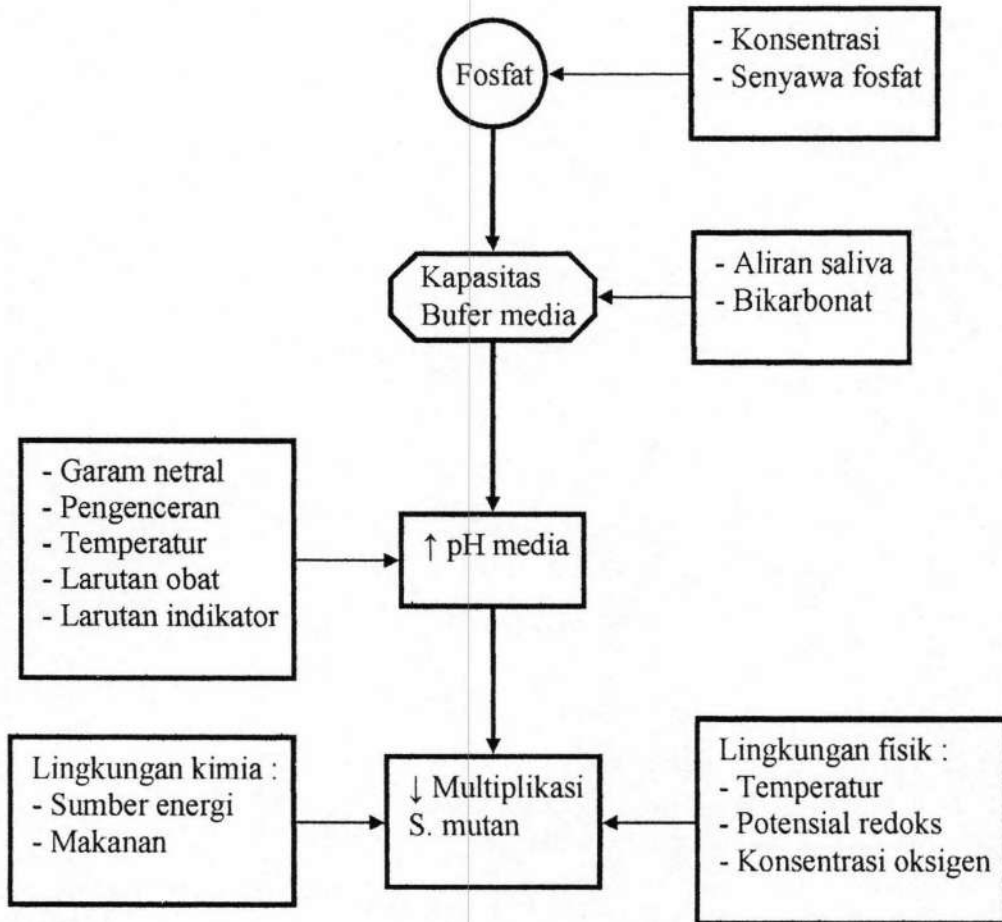 Fosfat
- Konsentrasi
- Senyawa fosfat
Kapasitas
Bufer media
- Aliran saliva
- Bikarbonat
- Garam netral
- Pengenceran
- Temperatur
- Larutan obat
- Larutan indikator
↑ pH media
Lingkungan kimia :
- Sumber energi
- Makanan
↓ Multiplikasi
S. mutan
Lingkungan fisik :
- Temperatur
- Potensial redoks
- Konsentrasi oksigen